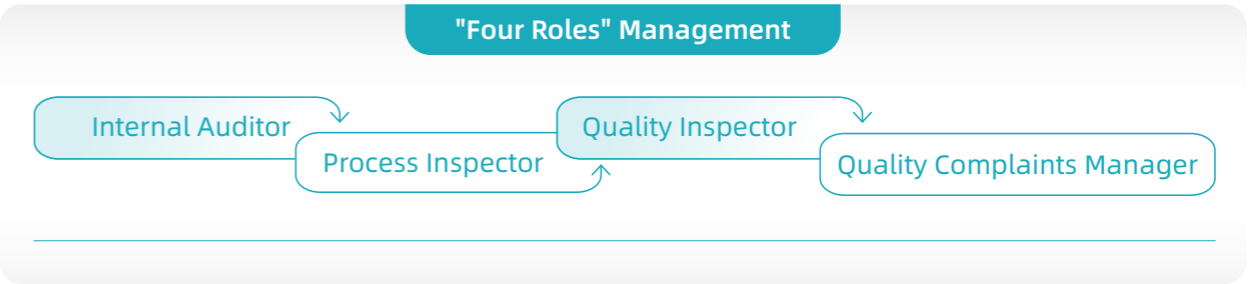 "Four Roles" Management
Internal Auditor
Process Inspector
Quality Inspector
Quality Complaints Manager